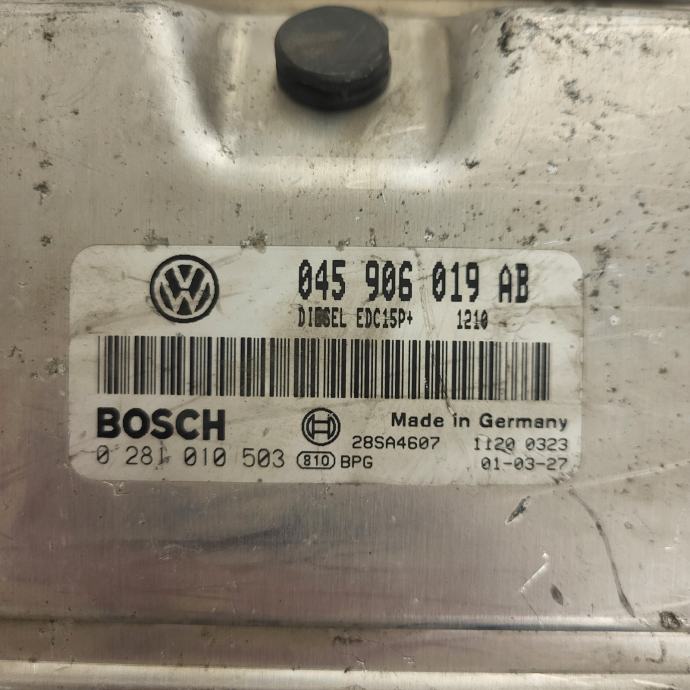 045 906 019 AB
DIESEL EDC15P+ 1210
BOSCH
Made in Germany
28SA4607 1120 0323
0 281 010 503 810 BPG 01-03-27